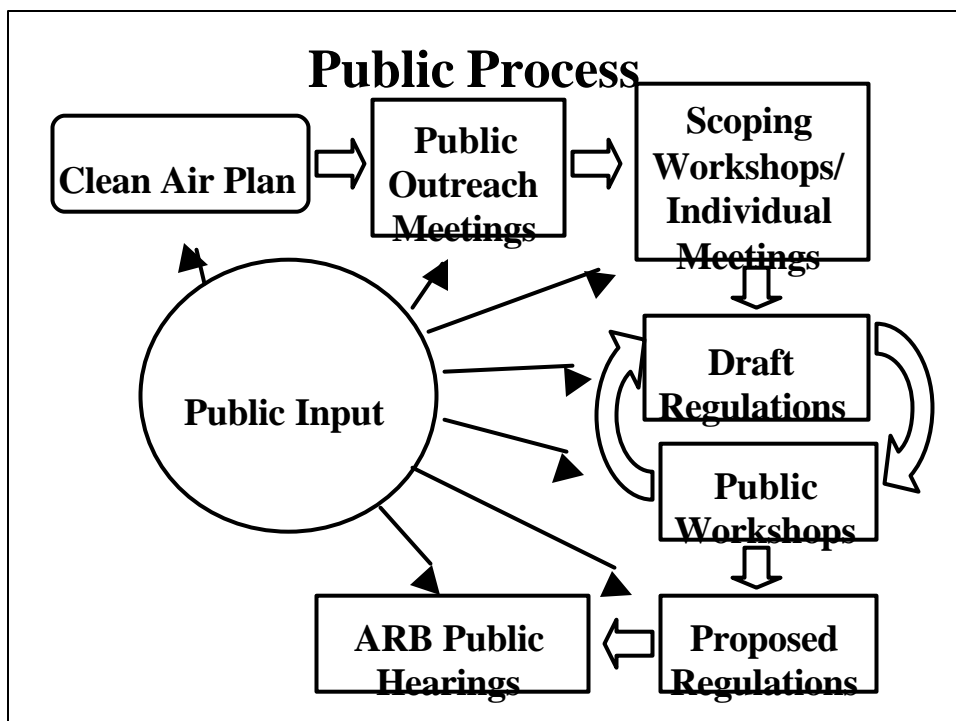 Public Process
Clean Air Plan
Public
Outreach
Meetings
Scoping
Workshops/
Individual
Meetings
Public Input
Draft
Regulations
Public
Workshops
ARB Public
Hearings
Proposed
Regulations